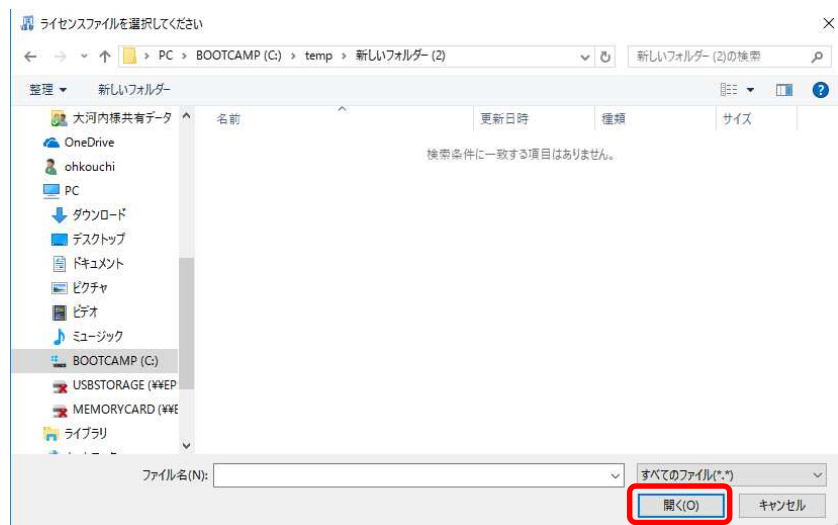 ライセンスファイルを選択してください
PC > BOOTCAMP (C:) > temp > 新しいフォルダー (2)
新しいフォルダー (2)の検索
整理
新しいフォルダー
名前
更新日時
種類
サイズ
検索条件に一致する項目はありません。
大河内様共有データ
OneDrive
ohkouchi
PC
ダウンロード
デスクトップ
ドキュメント
ピクチャ
ビデオ
ミュージック
BOOTCAMP (C:)
USBSTORAGE (¥¥EP
MEMORYCARD (¥¥E
ライブラリ
ファイル名(N):
すべてのファイル(*.*)
開く(O)
キャンセル